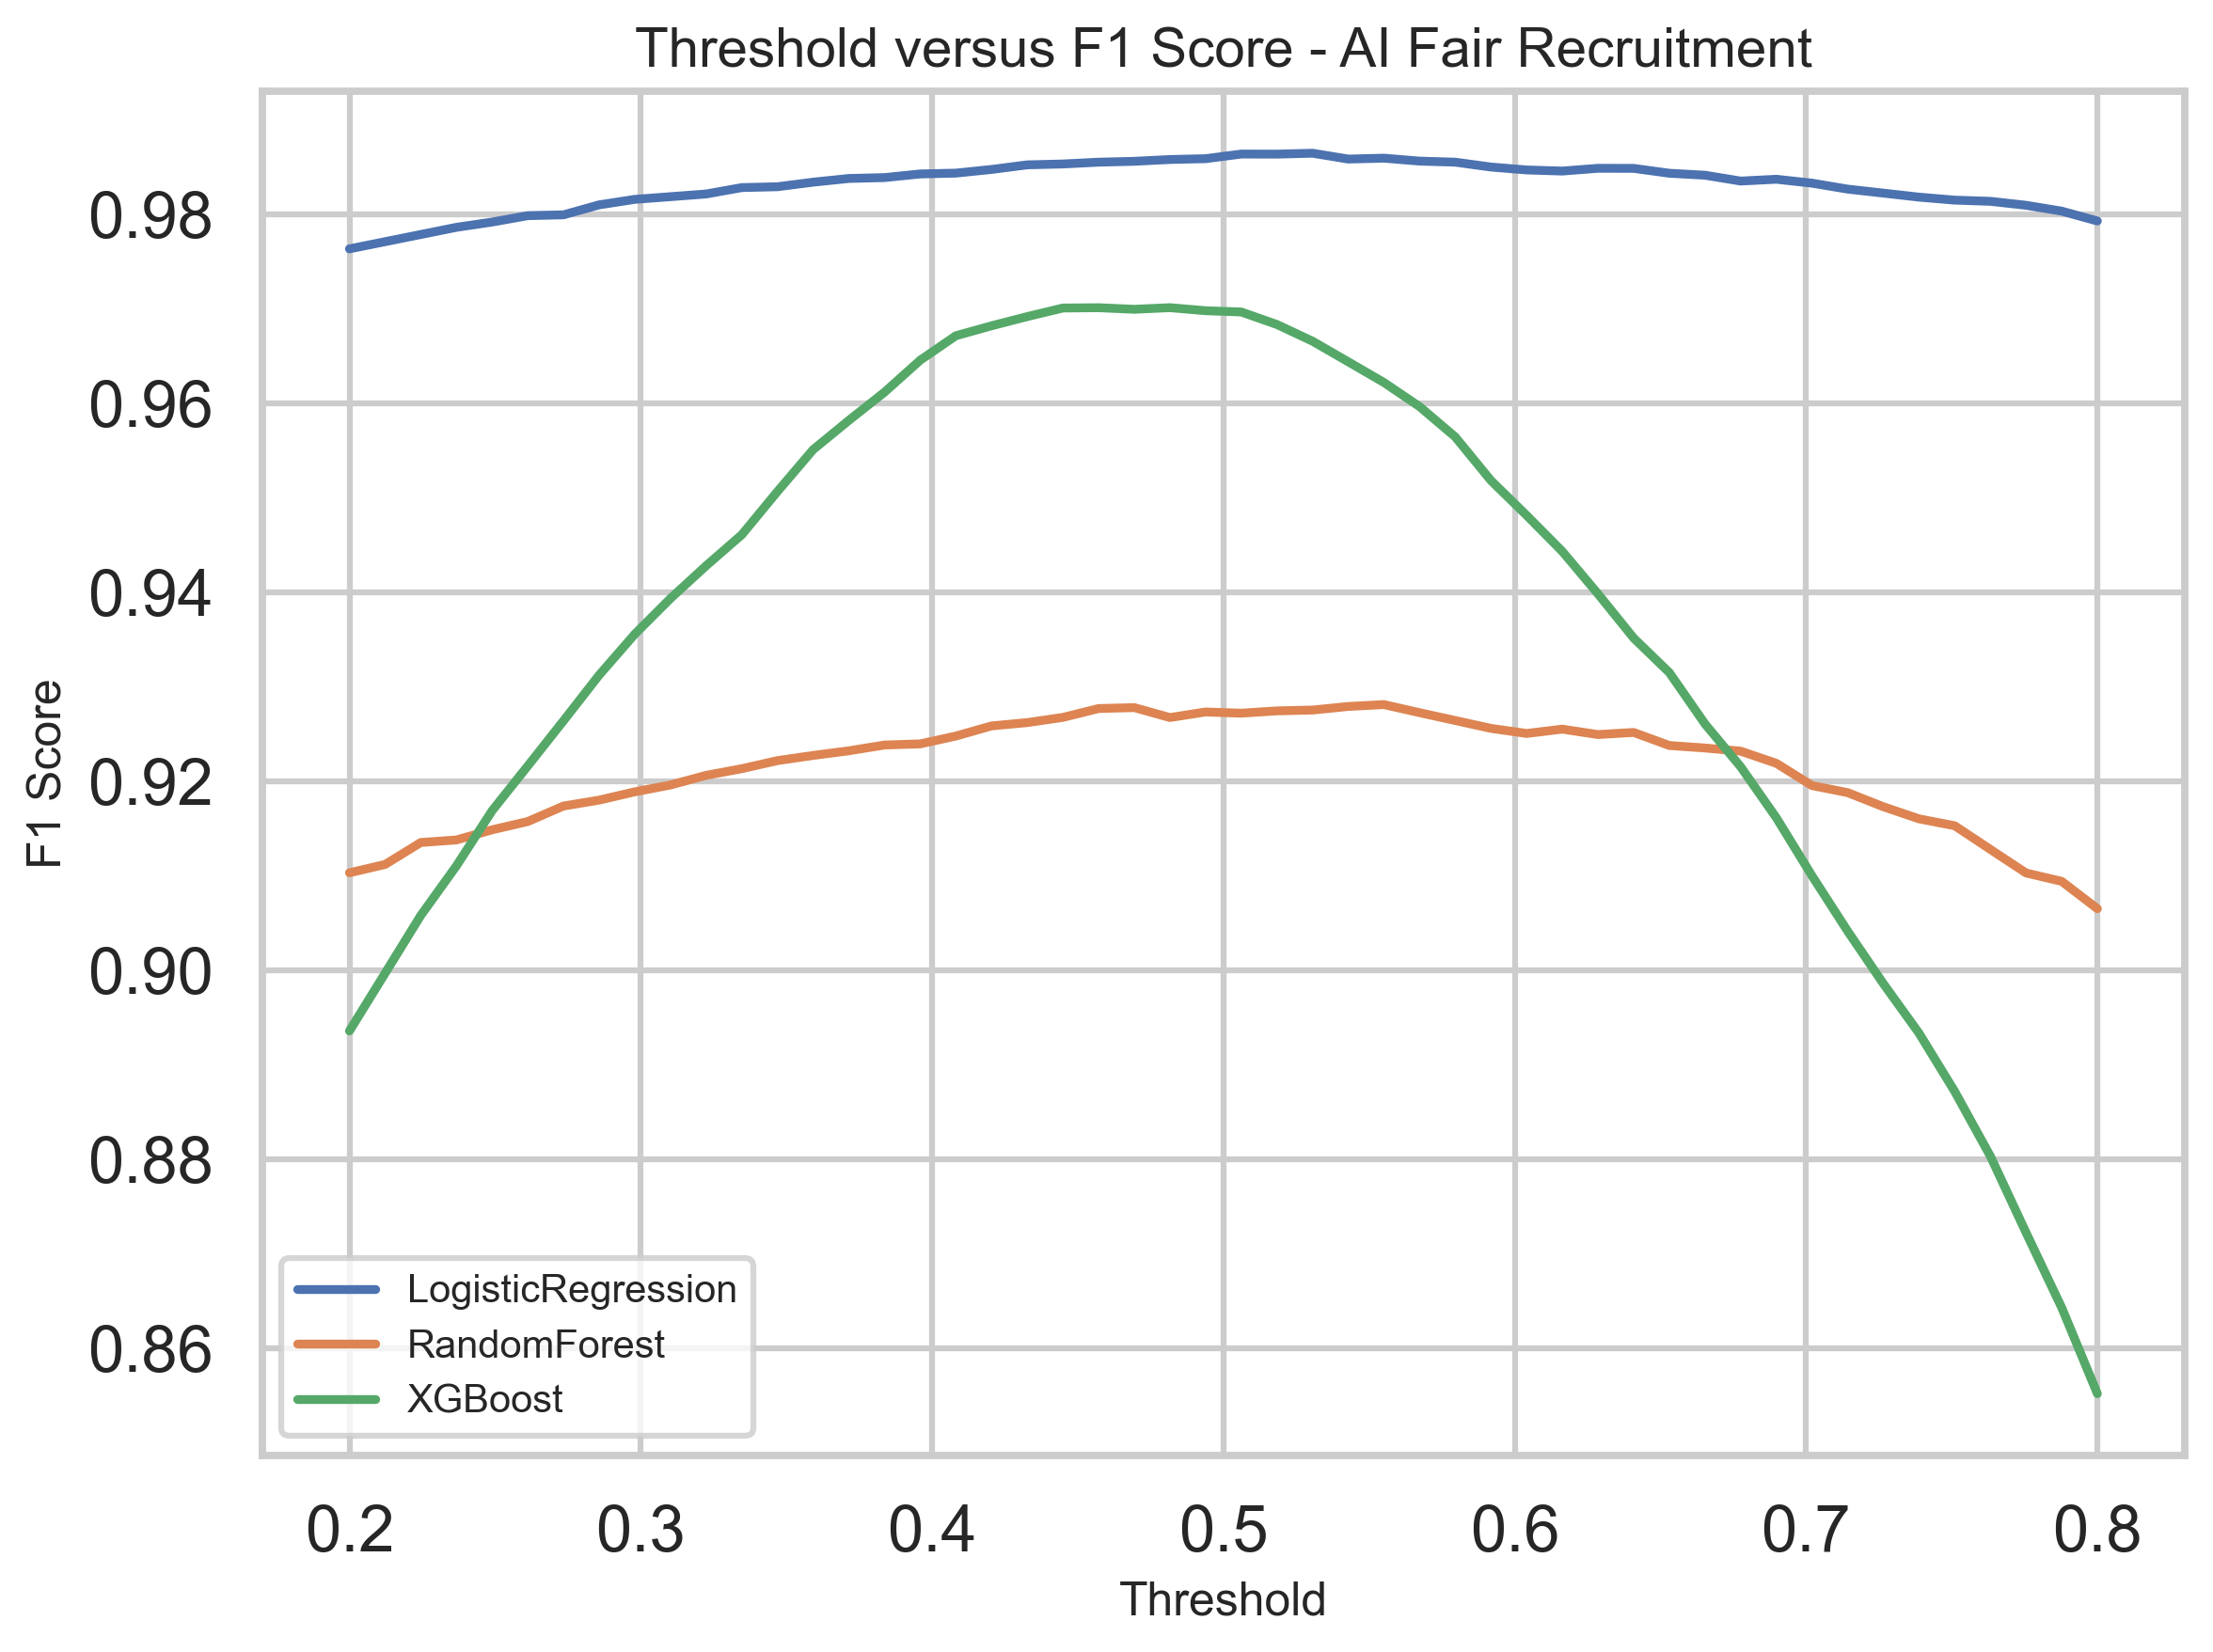 Threshold versus F1 Score - AI Fair Recruitment
F1 Score
0.98
0.96
0.94
0.92
0.90
0.88
0.86
LogisticRegression
RandomForest
XGBoost
0.2 0.3 0.4 0.5 0.6 0.7 0.8
Threshold